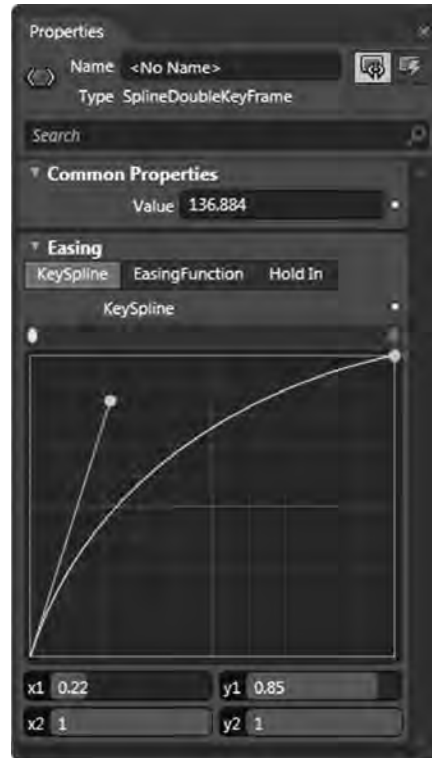 Properties
Name <No Name>
Type SplineDoubleKeyFrame
Search
Common Properties
Value 136.884
Easing
KeySpline EasingFunction Hold In
KeySpline
x1 0.22 y1 0.85
x2 1 y2 1